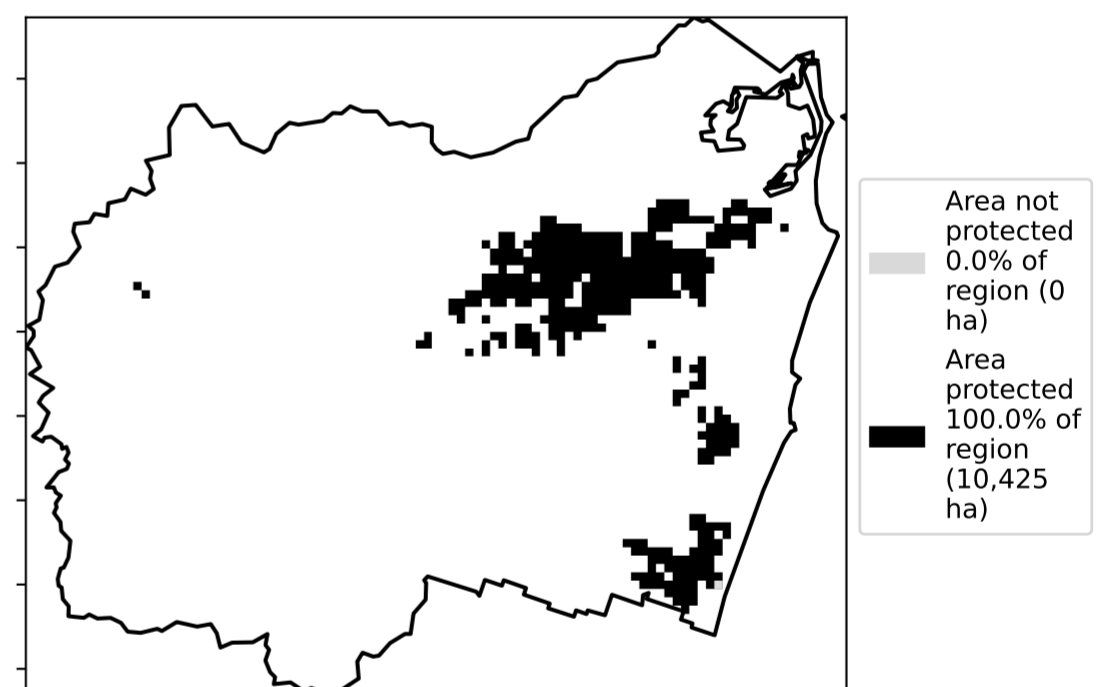 Area not
protected
0.0% of
region (0
ha)
Area
protected
100.0% of
region
(10,425
ha)